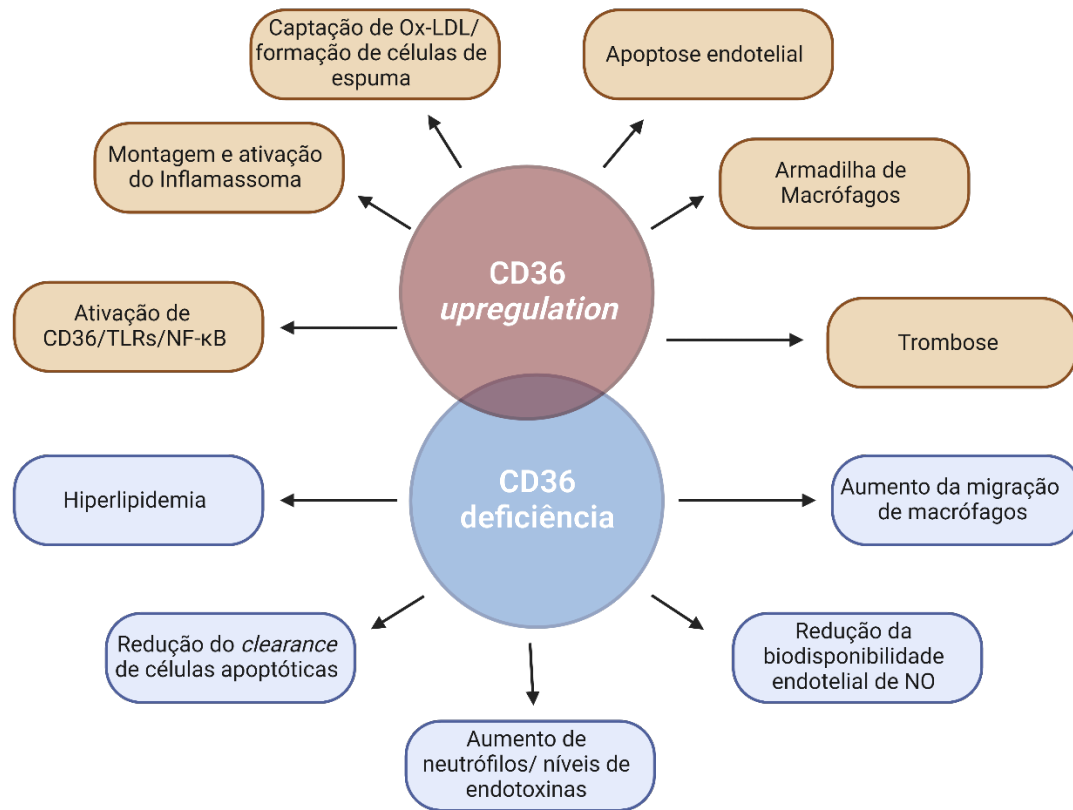 Captação de Ox-LDL/
formação de células de
espuma
Apoptose endotelial
Montagem e ativação
do Inflamassoma
Armadilha de
Macrófagos
CD36
upregulation
Ativação de
CD36/TLRs/NF-κB
Trombose
CD36
deficiência
Hiperlipidemia
Aumento da migração
de macrófagos
Redução do clearance
de células apoptóticas
Redução da
biodisponibilidade
endotelial de NO
Aumento de
neutrófilos/ níveis de
endotoxinas